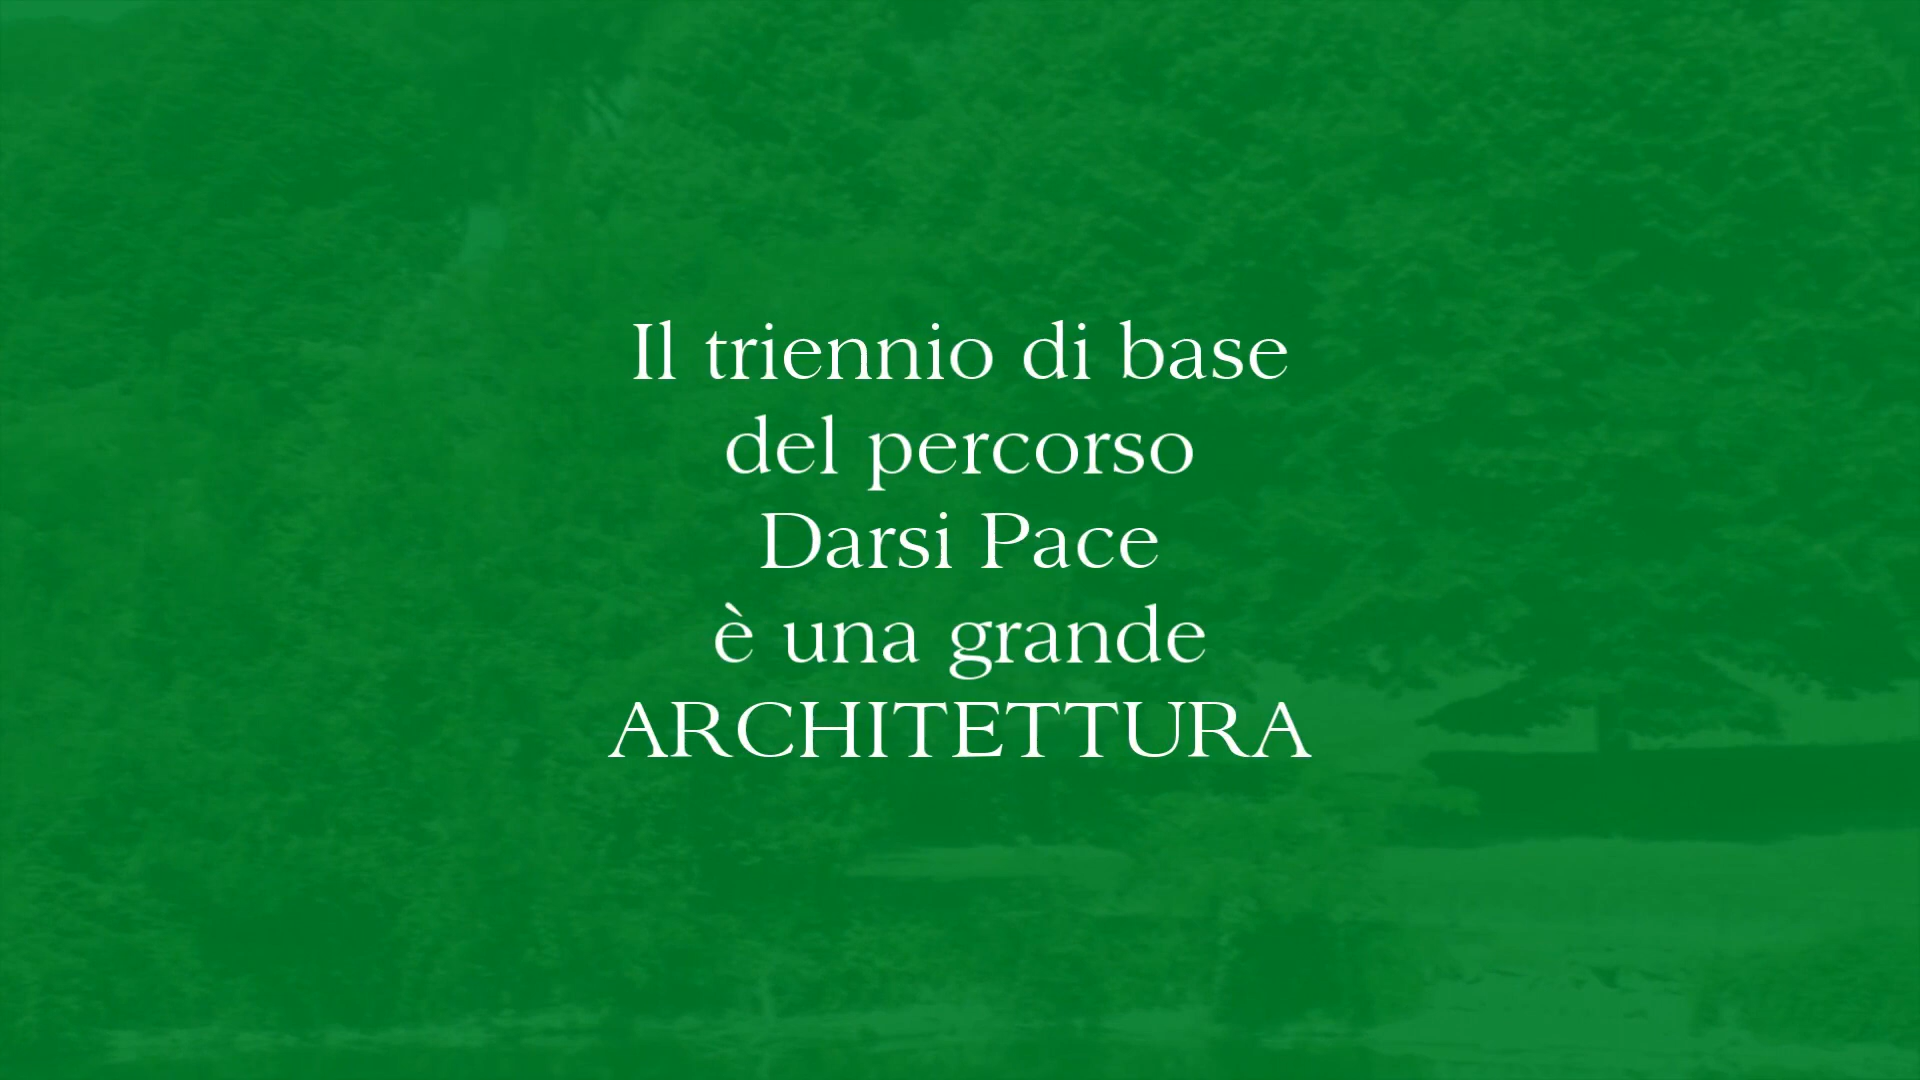 Il triennio di base
del percorso
Darsi Pace
è una grande
ARCHITETTURA